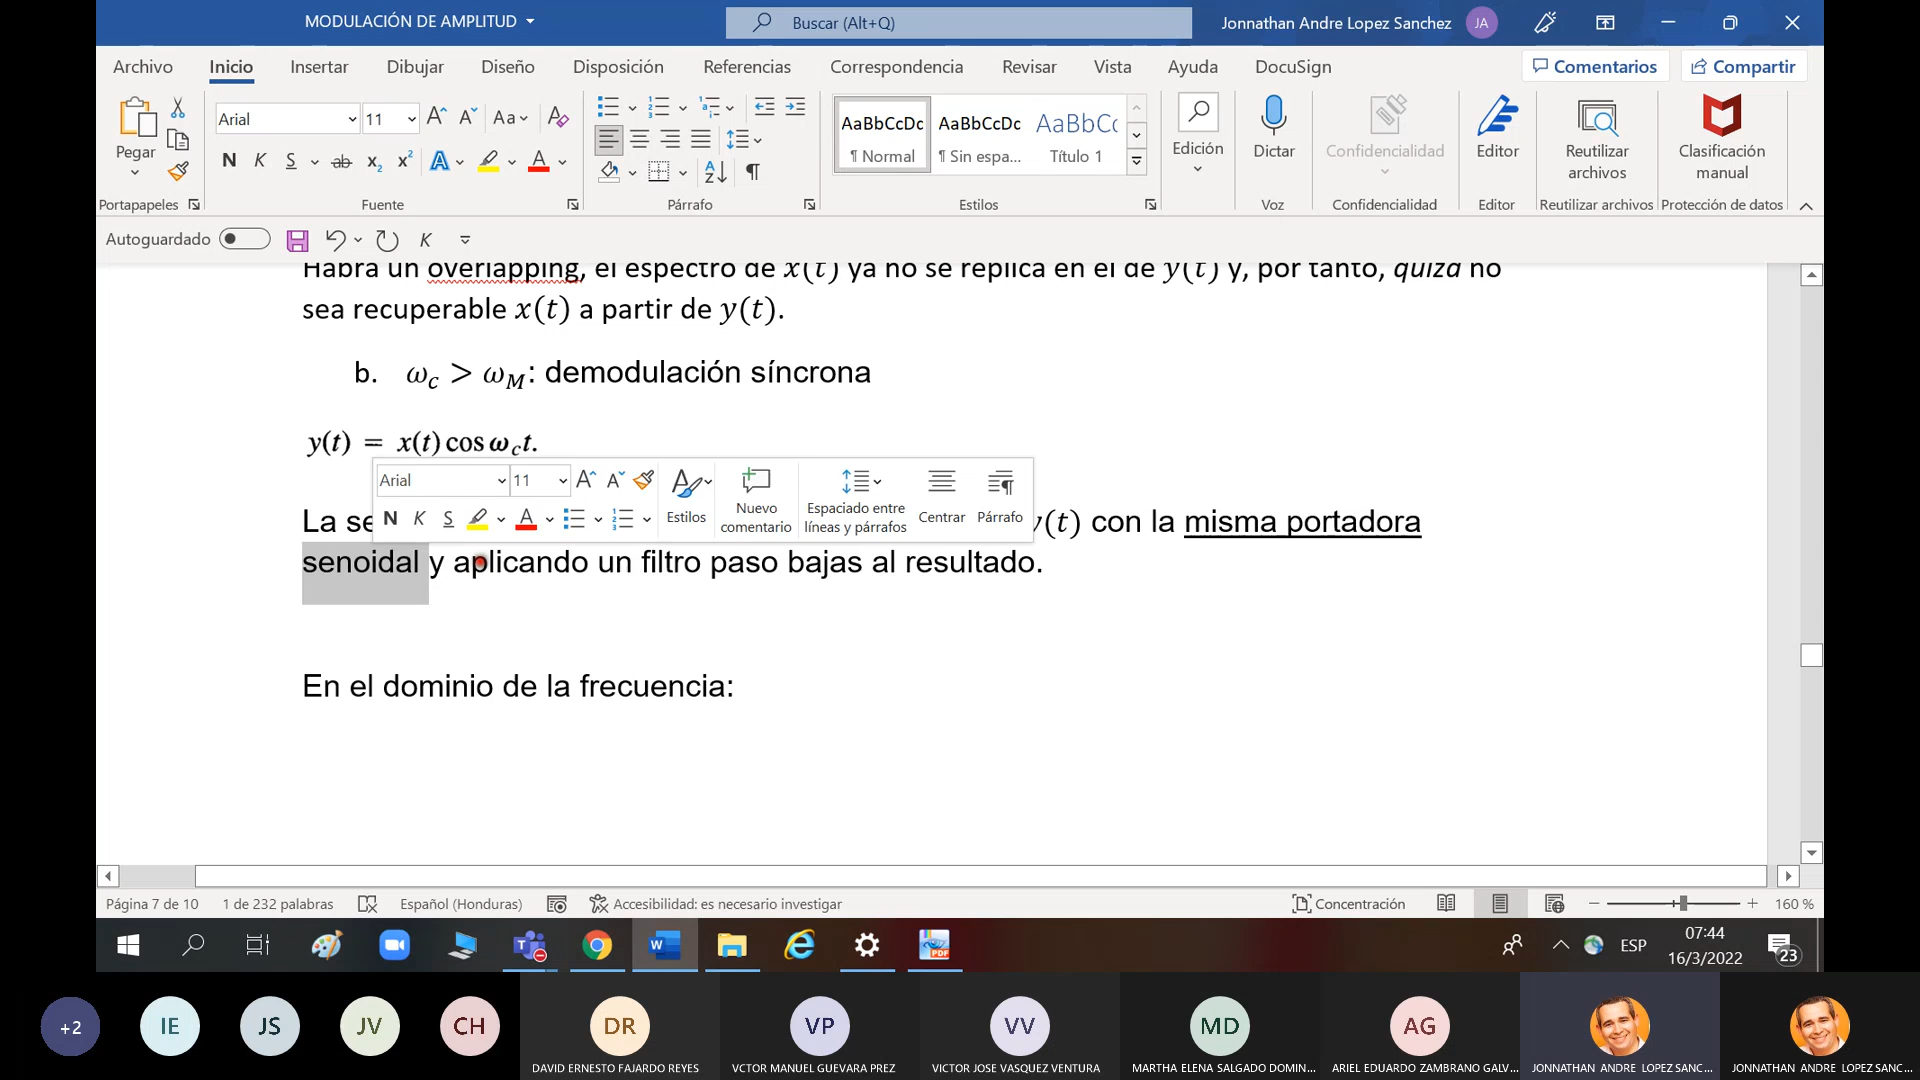 MODULACIÓN DE AMPLITUD
Buscar (Alt+Q)
Jonnathan Andre Lopez Sanchez
JA
Archivo Inicio Insertar Dibujar Diseño Disposición Referencias Correspondencia Revisar Vista Ayuda DocuSign
Comentarios Compartir
Pegar
Arial 11
AaBbCcDc AaBbCcDc AaBbCc
¶ Normal ¶ Sin espa... Título 1
Edición
Dictar
Confidencialidad
Editor
Reutilizar archivos
Clasificación manual
Portapapeles Fuente Párrafo Estilos Voz Confidencialidad Editor Reutilizar archivos Protección de datos
Autoguardado K
Habrá un overlapping, el espectro de x(t) ya no se replica en el de y(t) y, por tanto, quizá no
sea recuperable x(t) a partir de y(t).
b. ω_c > ω_M: demodulación síncrona
y(t) = x(t) cos ω_c t.
Arial 11
N K S
Estilos
Nuevo comentario
Espaciado entre líneas y párrafos
Centrar
Párrafo
La se y(t) con la misma portadora
senoidal y aplicando un filtro paso bajas al resultado.
En el dominio de la frecuencia:
Página 7 de 10 1 de 232 palabras Español (Honduras) Accesibilidad: es necesario investigar Concentración 160 %
ESP
07:44
16/3/2022
23
+2 IE JS JV CH DR VP VV MD AG
DAVID ERNESTO FAJARDO REYES
VCTOR MANUEL GUEVARA PREZ
VICTOR JOSE VASQUEZ VENTURA
MARTHA ELENA SALGADO DOMIN...
ARIEL EDUARDO ZAMBRANO GALV...
JONNATHAN ANDRE LOPEZ SANC...
JONNATHAN ANDRE LOPEZ SANC...